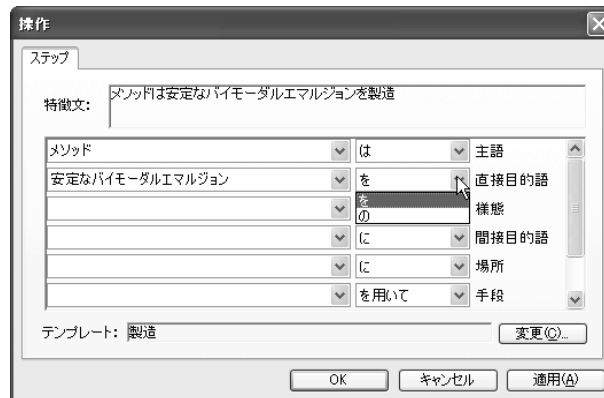 操作
ステップ
特徴文: メソッドは安定なバイモーダルエマルジョンを製造
メソッド は 主語
安定なバイモーダルエマルジョン を 直接目的語
を
の 様態
に 間接目的語
に 場所
を用いて 手段
テンプレート: 製造 変更(C)...
OK キャンセル 適用(A)